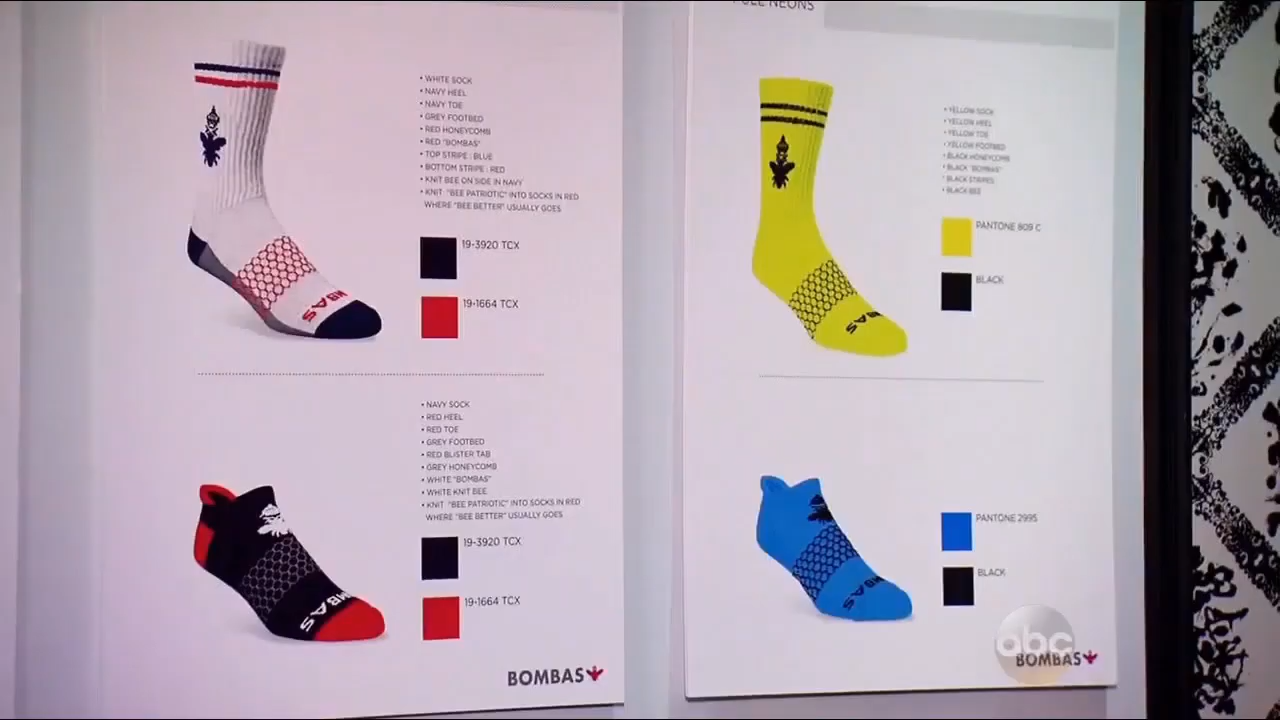 • WHITE SOCK
• NAVY HEEL
• NAVY TOE
• GREY FOOTBED
• RED HONEYCOMB
• RED "BOMBAS"
• TOP STRIPE : BLUE
• BOTTOM STRIPE : RED
• KNIT BEE ON SIDE IN NAVY
• KNIT "BEE PATRIOTIC" INTO SOCKS IN RED
WHERE "BEE BETTER" USUALLY GOES
19-3920 TCX
19-1664 TCX
MBAS
• NAVY SOCK
• RED HEEL
• RED TOE
• GREY FOOTBED
• RED BLISTER TAB
• GREY HONEYCOMB
• WHITE "BOMBAS"
• WHITE KNIT BEE
• KNIT "BEE PATRIOTIC" INTO SOCKS IN RED
WHERE "BEE BETTER" USUALLY GOES
19-3920 TCX
19-1664 TCX
MBAS
BOMBAS
NEONS
• YELLOW SOCK
• YELLOW HEEL
• YELLOW TOE
• YELLOW FOOTBED
• BLACK HONEYCOMB
• BLACK "BOMBAS"
• BLACK STRIPES
• BLACK BEE
PANTONE 809 C
BLACK
MBAS
PANTONE 2995
BLACK
MBAS
abc
BOMBAS